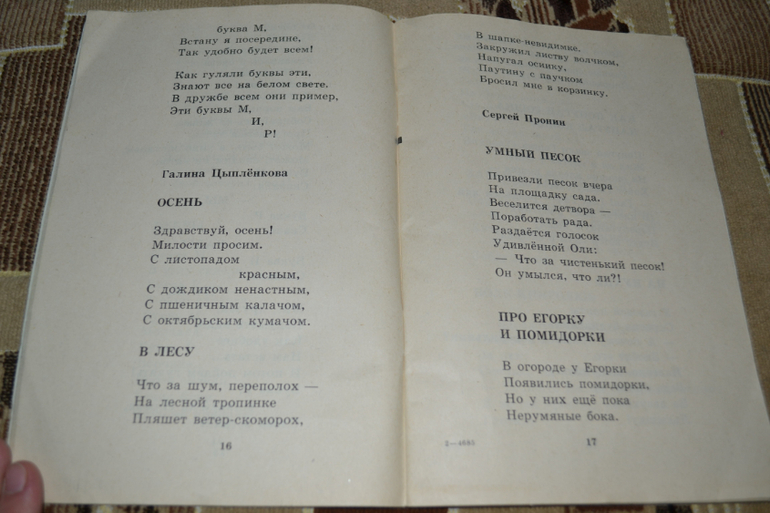 буква М,
Встану я посередине,
Так удобно будет всем!
Как гуляли буквы эти,
Знают все на белом свете.
В дружбе всем они пример,
Эти буквы М,
И,
Р!
Галина Цыплёнкова
ОСЕНЬ
Здравствуй, осень!
Милости просим.
С листопадом
красным,
С дождиком ненастным,
С пшеничным калачом,
С октябрьским кумачом.
В ЛЕСУ
Что за шум, переполох —
На лесной тропинке
Пляшет ветер-скоморох,
16
В шапке-невидимке.
Закружил листву волчком,
Напугал осинку,
Паутину с паучком
Бросил мне в корзинку.
Сергей Пронин
УМНЫЙ ПЕСОК
Привезли песок вчера
На площадку сада.
Веселится детвора —
Поработать рада.
Раздаётся голосок
Удивлённой Оли:
— Что за чистенький песок!
Он умылся, что ли?!
ПРО ЕГОРКУ
И ПОМИДОРКИ
В огороде у Егорки
Появились помидорки,
Но у них ещё пока
Нерумяные бока.
2—4665
17